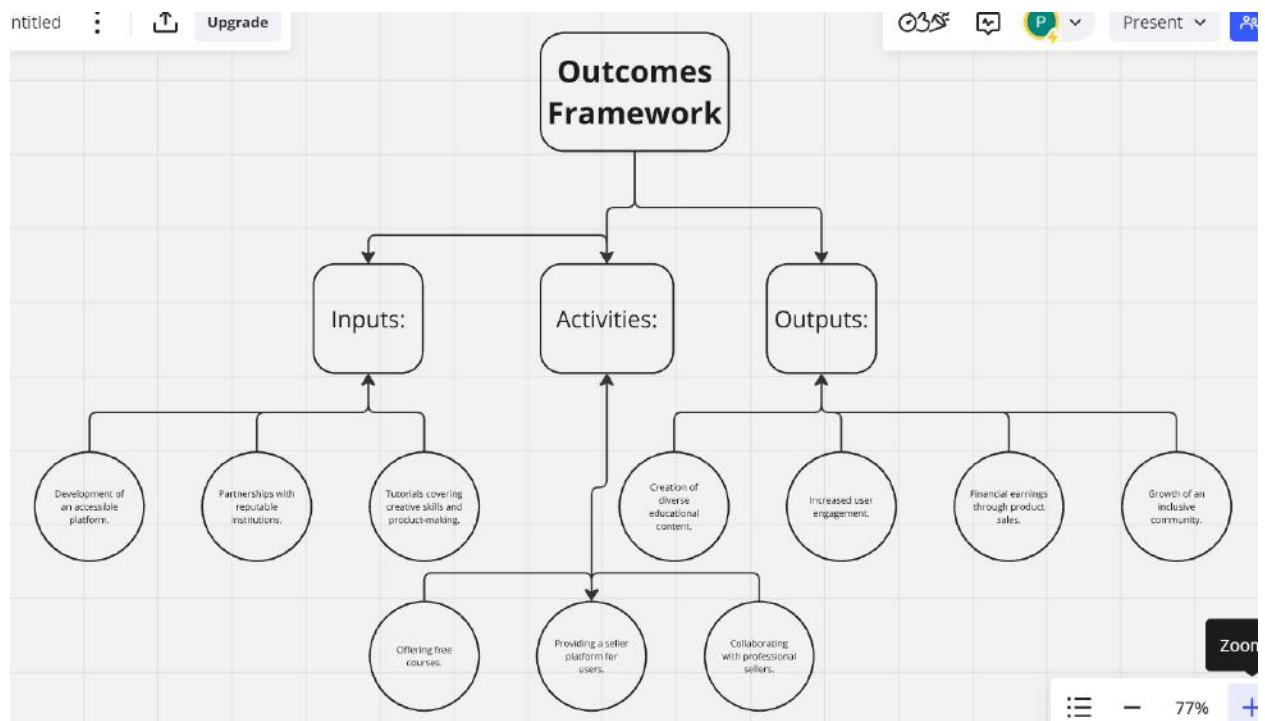 ntitled
Upgrade
P
Present
Outcomes
Framework
Inputs:
Activities:
Outputs:
Development of
an accessible
platform.
Partnerships with
reputable
institutions.
Tutorials covering
creative skills and
product-making.
Creation of
diverse
educational
content.
Increased user
engagement.
Financial earnings
through product
sales.
Growth of an
inclusive
community.
Offering free
courses.
Providing a seller
platform for
users.
Collaborating
with professional
sellers.
Zoom
77%